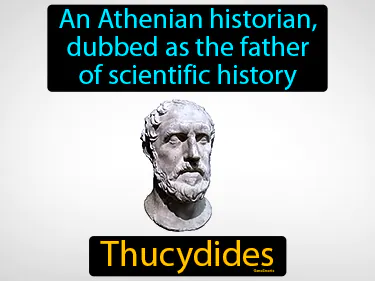 An Athenian historian,
dubbed as the father
of scientific history
Thucydides